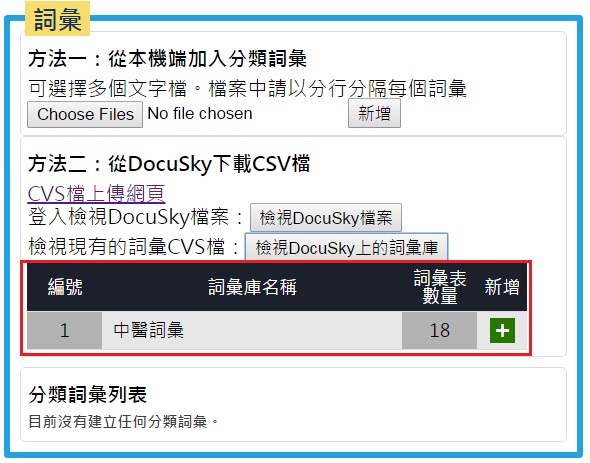 詞彙
方法一：從本機端加入分類詞彙
可選擇多個文字檔。檔案中請以分行分隔每個詞彙
Choose Files No file chosen 新增
方法二：從DocuSky下載CSV檔
CVS檔上傳網頁
登入檢視DocuSky檔案： 檢視DocuSky檔案
檢視現有的詞彙CVS檔： 檢視DocuSky上的詞彙庫
編號 詞彙庫名稱 詞彙表數量 新增
1 中醫詞彙 18
分類詞彙列表
目前沒有建立任何分類詞彙。